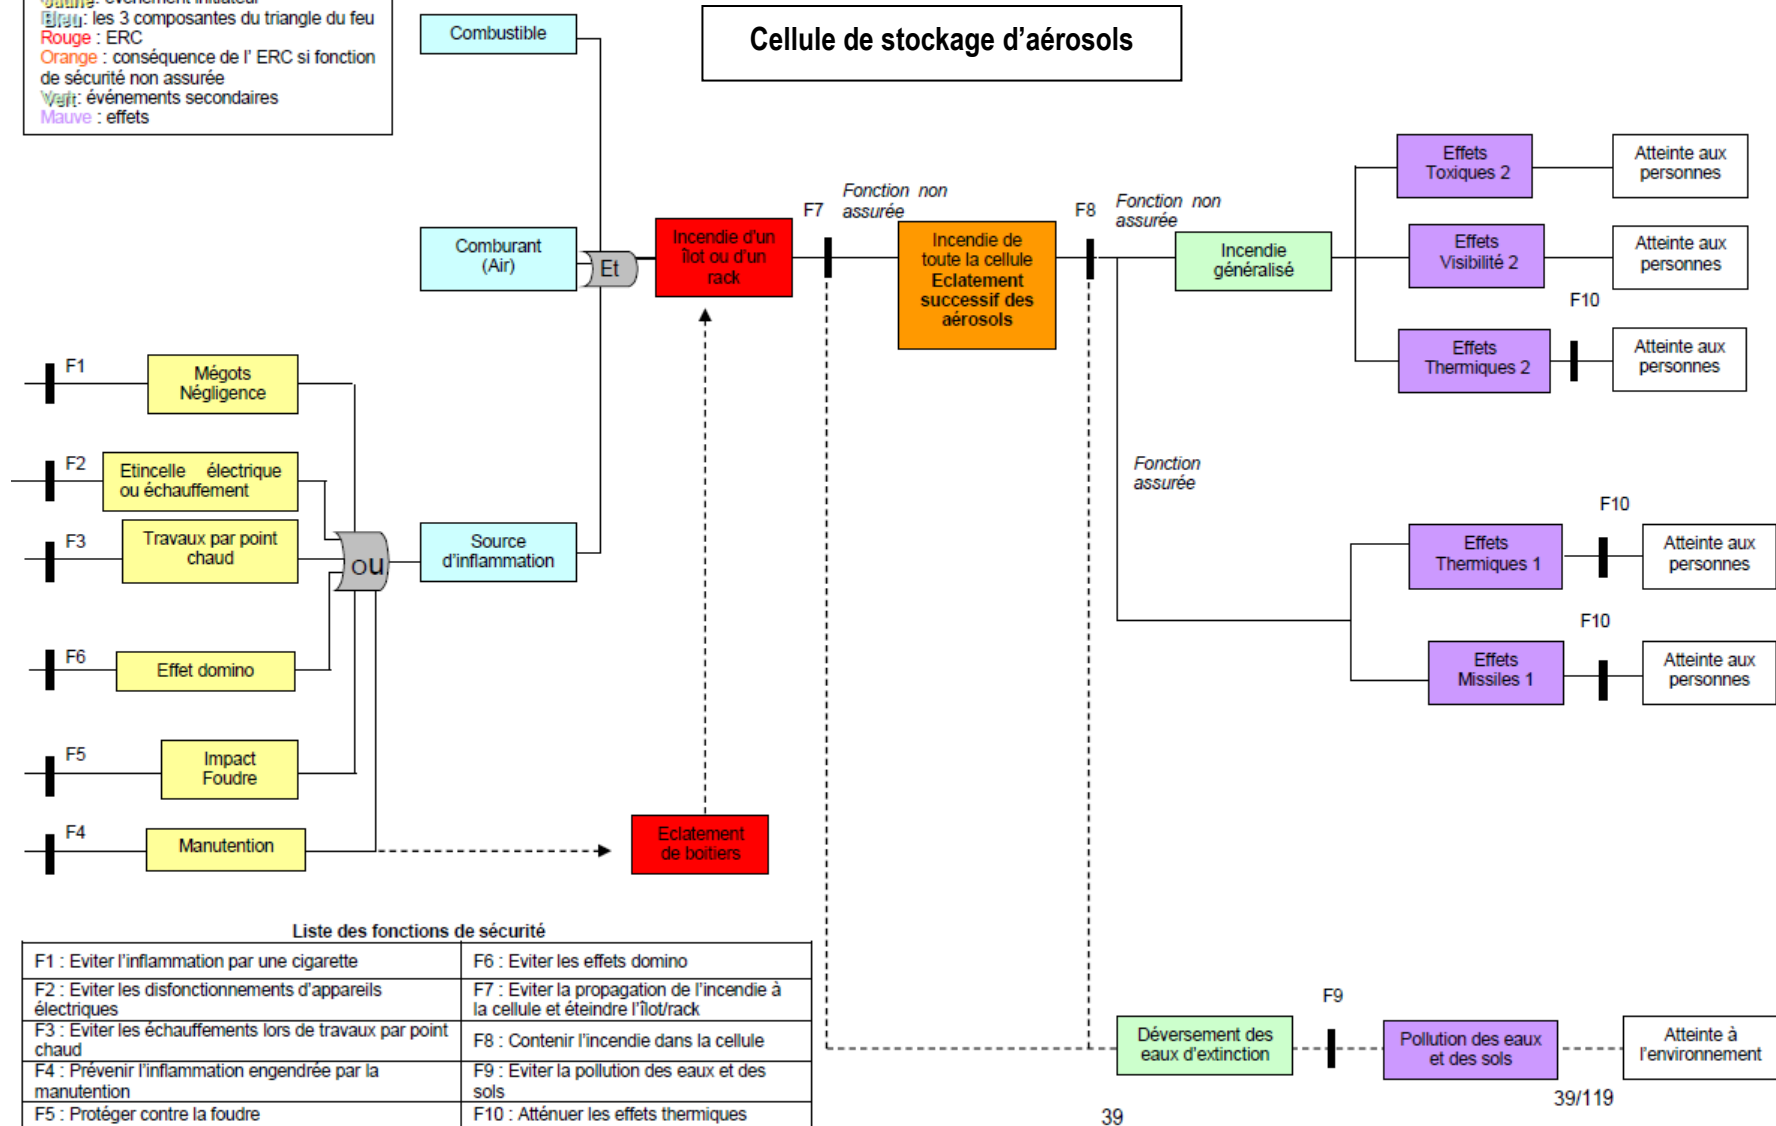 Jaune: événement initiateur
Bleu: les 3 composantes du triangle du feu
Rouge : ERC
Orange : conséquence de l' ERC si fonction
de sécurité non assurée
Vert: événements secondaires
Mauve : effets
Combustible
Cellule de stockage d'aérosols
Comburant
(Air)
Et
Incendie d'un
îlot ou d'un
rack
F7
Fonction non
assurée
Incendie de
toute la cellule
Eclatement
successif des
aérosols
F8
Fonction non
assurée
Incendie
généralisé
Effets
Toxiques 2
Atteinte aux
personnes
Effets
Visibilité 2
Atteinte aux
personnes
F10
Effets
Thermiques 2
Atteinte aux
personnes
F1
Mégots
Négligence
F2
Etincelle électrique
ou échauffement
F3
Travaux par point
chaud
ou
Source
d'inflammation
Fonction
assurée
F10
Effets
Thermiques 1
Atteinte aux
personnes
F10
Effets
Missiles 1
Atteinte aux
personnes
F6
Effet domino
F5
Impact
Foudre
F4
Manutention
Eclatement
de boitiers
Liste des fonctions de sécurité
F1 : Eviter l'inflammation par une cigarette
F6 : Eviter les effets domino
F2 : Eviter les disfonctionnements d'appareils
électriques
F7 : Eviter la propagation de l'incendie à
la cellule et éteindre l'îlot/rack
F3 : Eviter les échauffements lors de travaux par point
chaud
F8 : Contenir l'incendie dans la cellule
F4 : Prévenir l'inflammation engendrée par la
manutention
F9 : Eviter la pollution des eaux et des
sols
F5 : Protéger contre la foudre
F10 : Atténuer les effets thermiques
Déversement des
eaux d'extinction
F9
Pollution des eaux
et des sols
Atteinte à
l'environnement
39/119
39